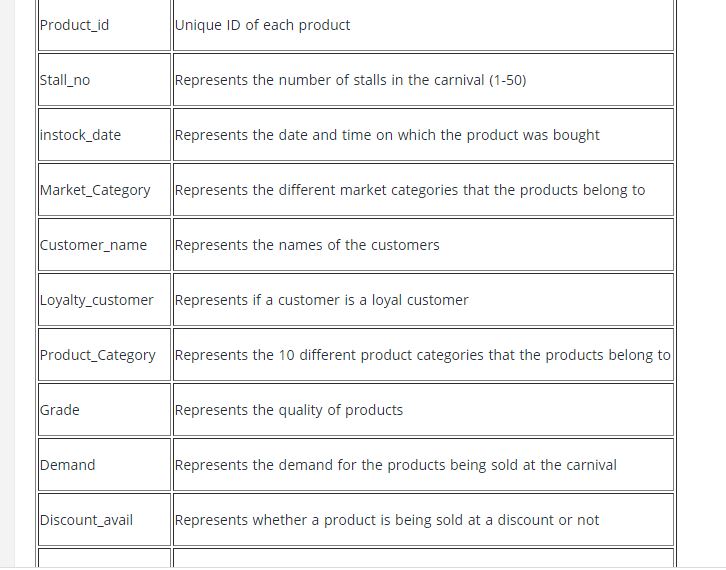 Product_id Unique ID of each product
Stall_no Represents the number of stalls in the carnival (1-50)
instock_date Represents the date and time on which the product was bought
Market_Category Represents the different market categories that the products belong to
Customer_name Represents the names of the customers
Loyalty_customer Represents if a customer is a loyal customer
Product_Category Represents the 10 different product categories that the products belong to
Grade Represents the quality of products
Demand Represents the demand for the products being sold at the carnival
Discount_avail Represents whether a product is being sold at a discount or not